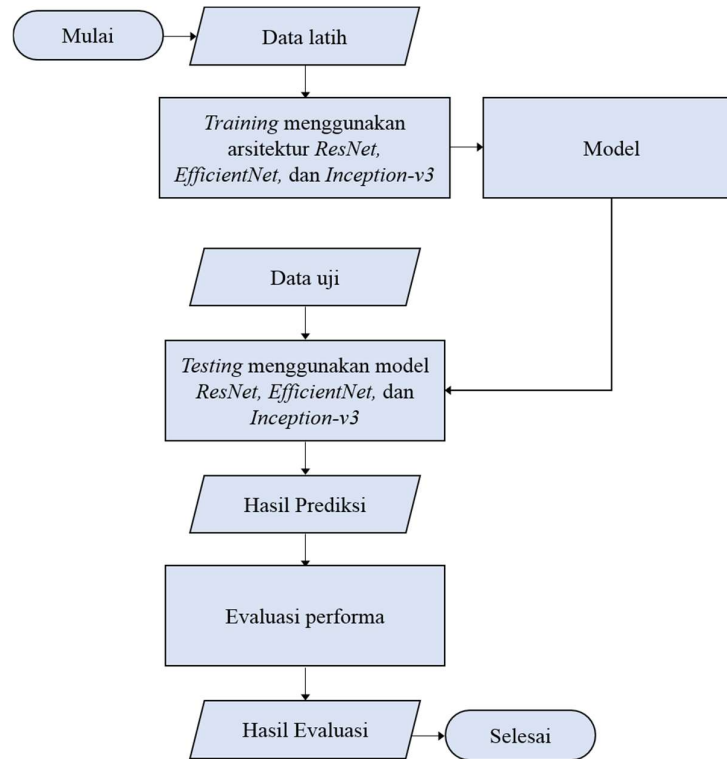 Mulai
Data latih
Training menggunakan
arsitektur ResNet,
EfficientNet, dan Inception-v3
Model
Data uji
Testing menggunakan model
ResNet, EfficientNet, dan
Inception-v3
Hasil Prediksi
Evaluasi performa
Hasil Evaluasi
Selesai